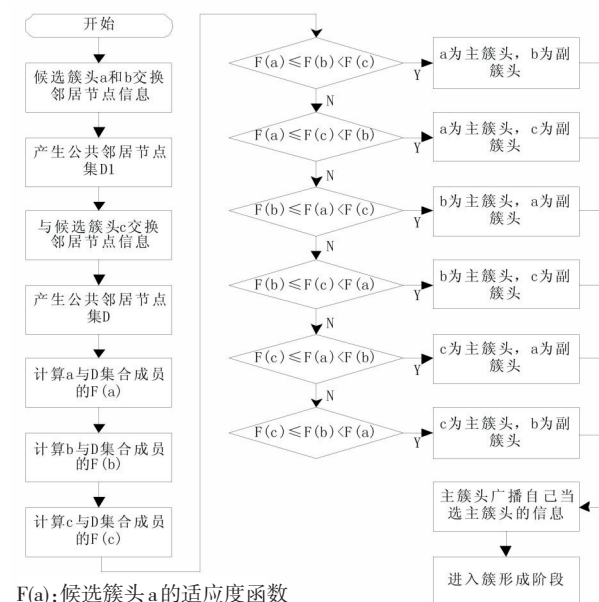 开始
候选簇头a和b交换
邻居节点信息
产生公共邻居节点
集D1
与候选簇头c交换
邻居节点信息
产生公共邻居节点
集D
计算a与D集合成员
的F(a)
计算b与D集合成员
的F(b)
计算c与D集合成员
的F(c)
F(a)≤F(b)<F(c)
Y
N
a为主簇头，b为副
簇头
F(a)≤F(c)<F(b)
Y
N
a为主簇头，c为副
簇头
F(b)≤F(a)<F(c)
Y
N
b为主簇头，a为副
簇头
F(b)≤F(c)<F(a)
Y
N
b为主簇头，c为副
簇头
F(c)≤F(a)<F(b)
Y
N
c为主簇头，a为副
簇头
F(c)≤F(b)<F(a)
Y
c为主簇头，b为副
簇头
主簇头广播自己当
选主簇头的信息
进入簇形成阶段
F(a):候选簇头a的适应度函数